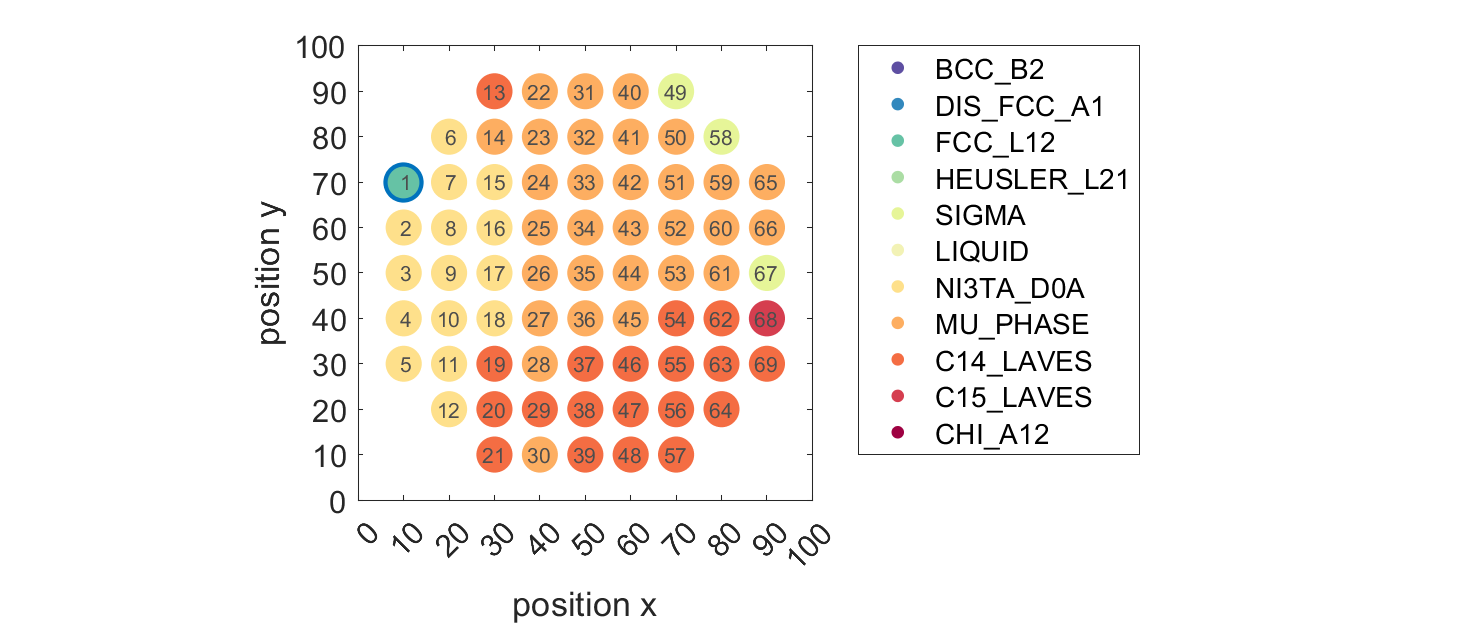 100
90 13 22 31 40 49
80 6 14 23 32 41 50 58
70 1 7 15 24 33 42 51 59 65
60 2 8 16 25 34 43 52 60 66
50 3 9 17 26 35 44 53 61 67
40 4 10 18 27 36 45 54 62 68
30 5 11 19 28 37 46 55 63 69
20 12 20 29 38 47 56 64
10 21 30 39 48 57
0
0 10 20 30 40 50 60 70 80 90 100
position x
position y
BCC_B2
DIS_FCC_A1
FCC_L12
HEUSLER_L21
SIGMA
LIQUID
NI3TA_D0A
MU_PHASE
C14_LAVES
C15_LAVES
CHI_A12